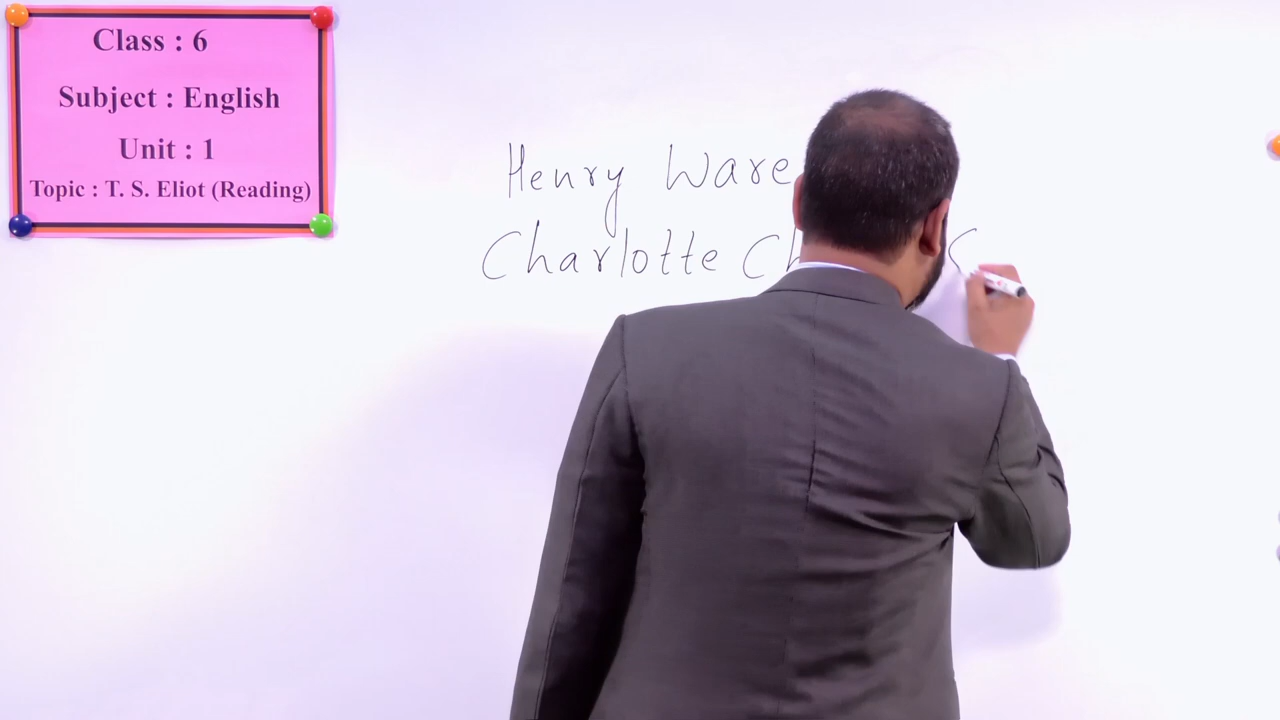 Class : 6
Subject : English
Unit : 1
Topic : T. S. Eliot (Reading)
Henry Ware
Charlotte Ch S